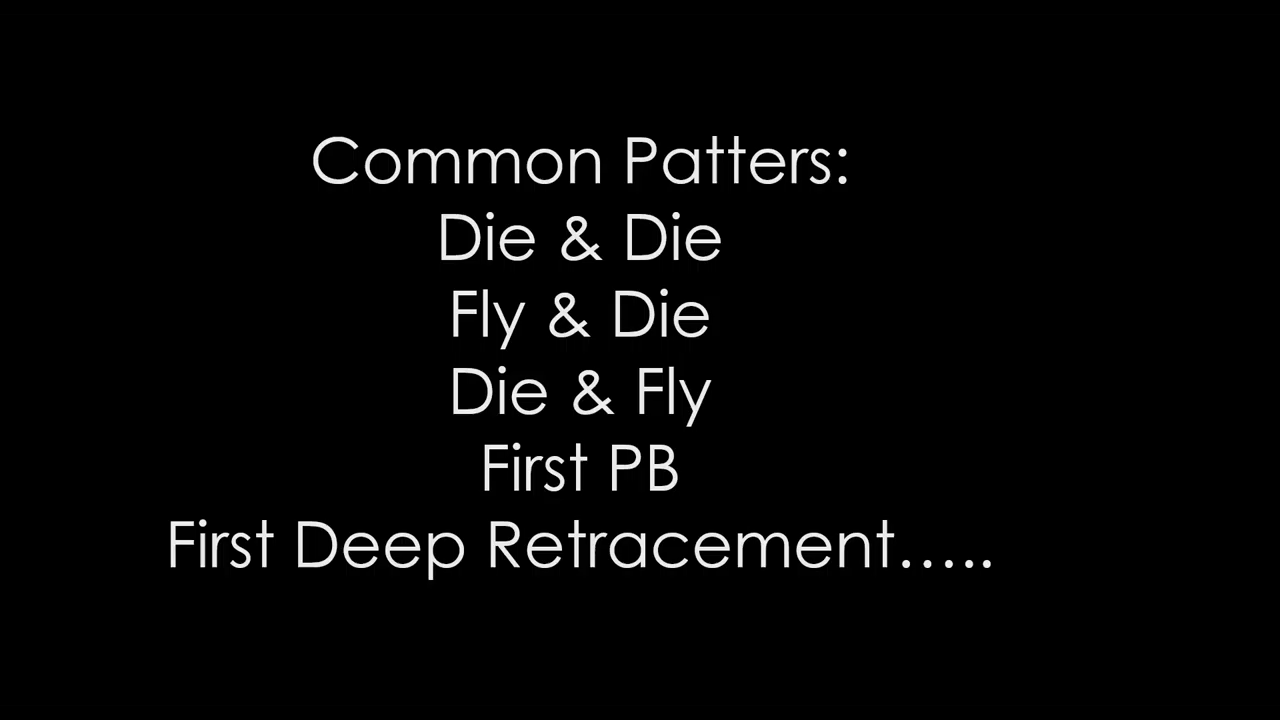 Common Patters:
Die & Die
Fly & Die
Die & Fly
First PB
First Deep Retracement.....